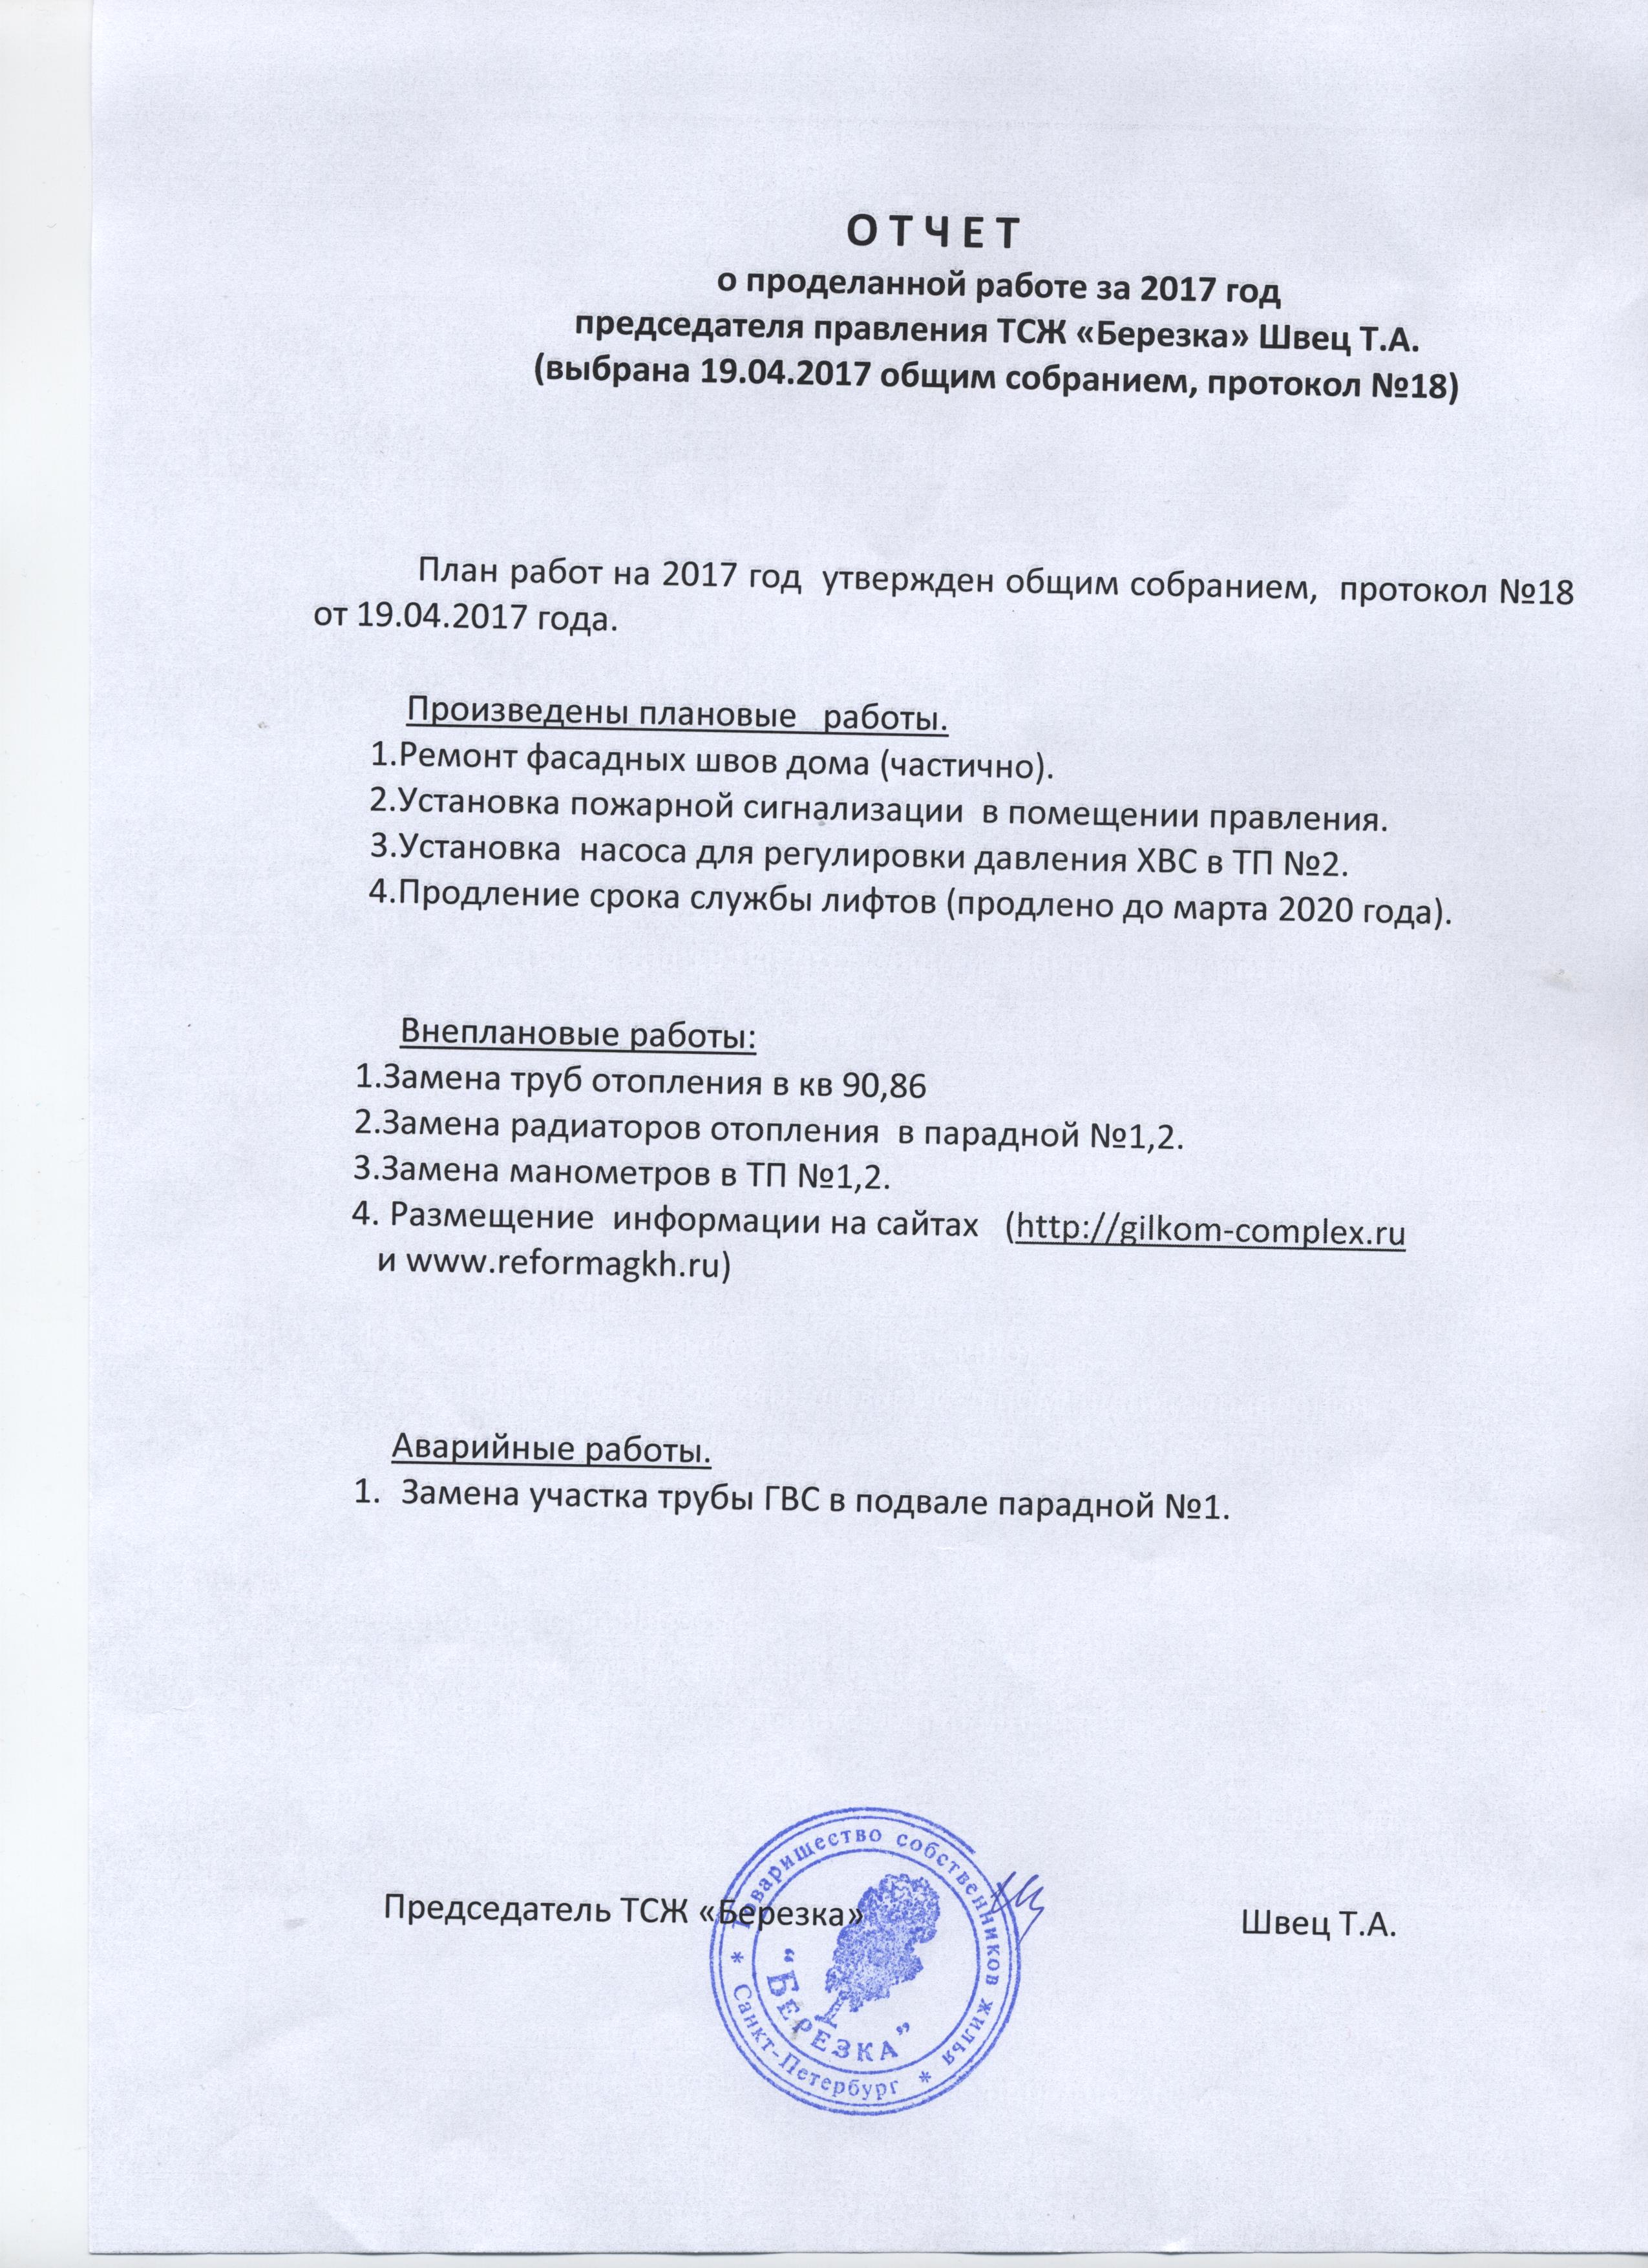 О Т Ч Е Т
о проделанной работе за 2017 год
председателя правления ТСЖ «Березка» Швец Т.А.
(выбрана 19.04.2017 общим собранием, протокол №18)
План работ на 2017 год утвержден общим собранием, протокол №18
от 19.04.2017 года.
Произведены плановые работы.
1.Ремонт фасадных швов дома (частично).
2.Установка пожарной сигнализации в помещении правления.
3.Установка насоса для регулировки давления ХВС в ТП №2.
4.Продление срока службы лифтов (продлено до марта 2020 года).
Внеплановые работы:
1.Замена труб отопления в кв 90,86
2.Замена радиаторов отопления в парадной №1,2.
3.Замена манометров в ТП №1,2.
4. Размещение информации на сайтах (http://gilkom-complex.ru
и www.reformagkh.ru)
Аварийные работы.
1. Замена участка трубы ГВС в подвале парадной №1.
Председатель ТСЖ «Березка»
Швец Т.А.
* Товарищество собственников жилья *
Санкт-Петербург
"БЕРЕЗКА"